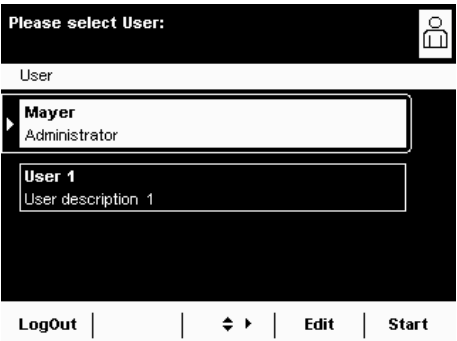 Please select User:
User
Mayer
Administrator
User 1
User description 1
LogOut Edit Start